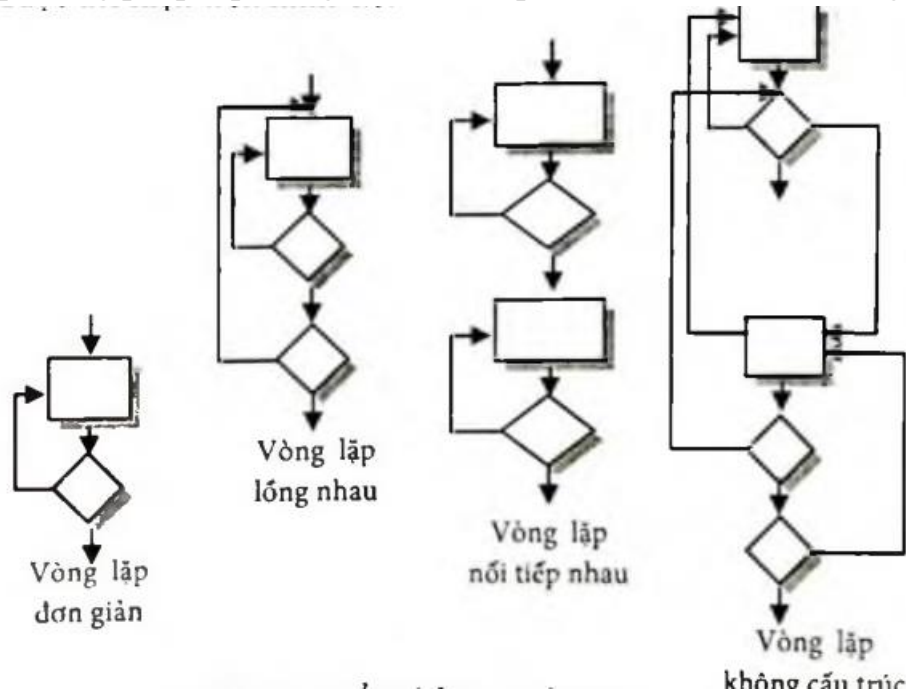 Vòng lặp
đơn giản
Vòng lặp
lồng nhau
Vòng lặp
nối tiếp nhau
Vòng lặp
không cấu trúc